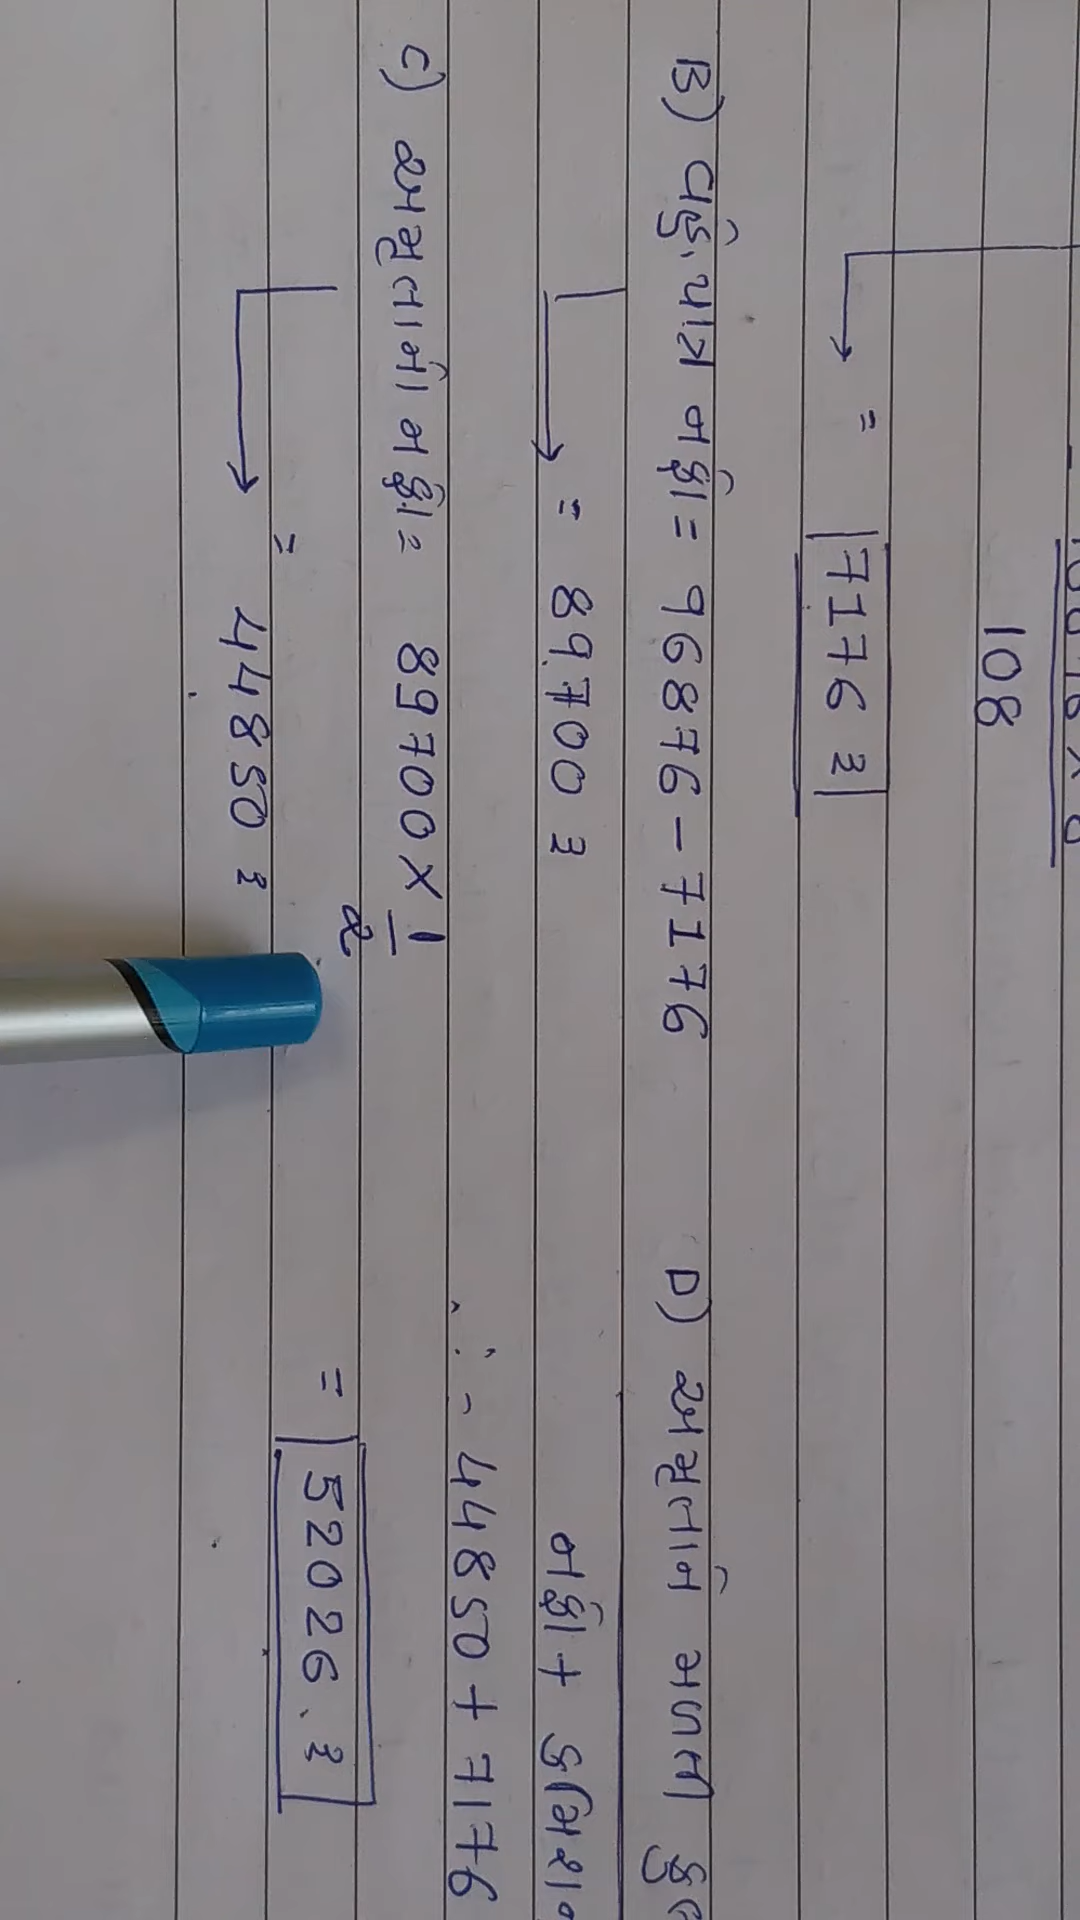 108
= 7176 રૂ
B) વહેં.પાત્ર નફો = 96876 - 7176
= 89700 રૂ
C) અમૃતાનો નફો = 89700 × 1/2
= 44850 રૂ
D) અમૃતાને મળતી
નફો + કમિશન
∴ - 44850 + 7176
= 52026 રૂ